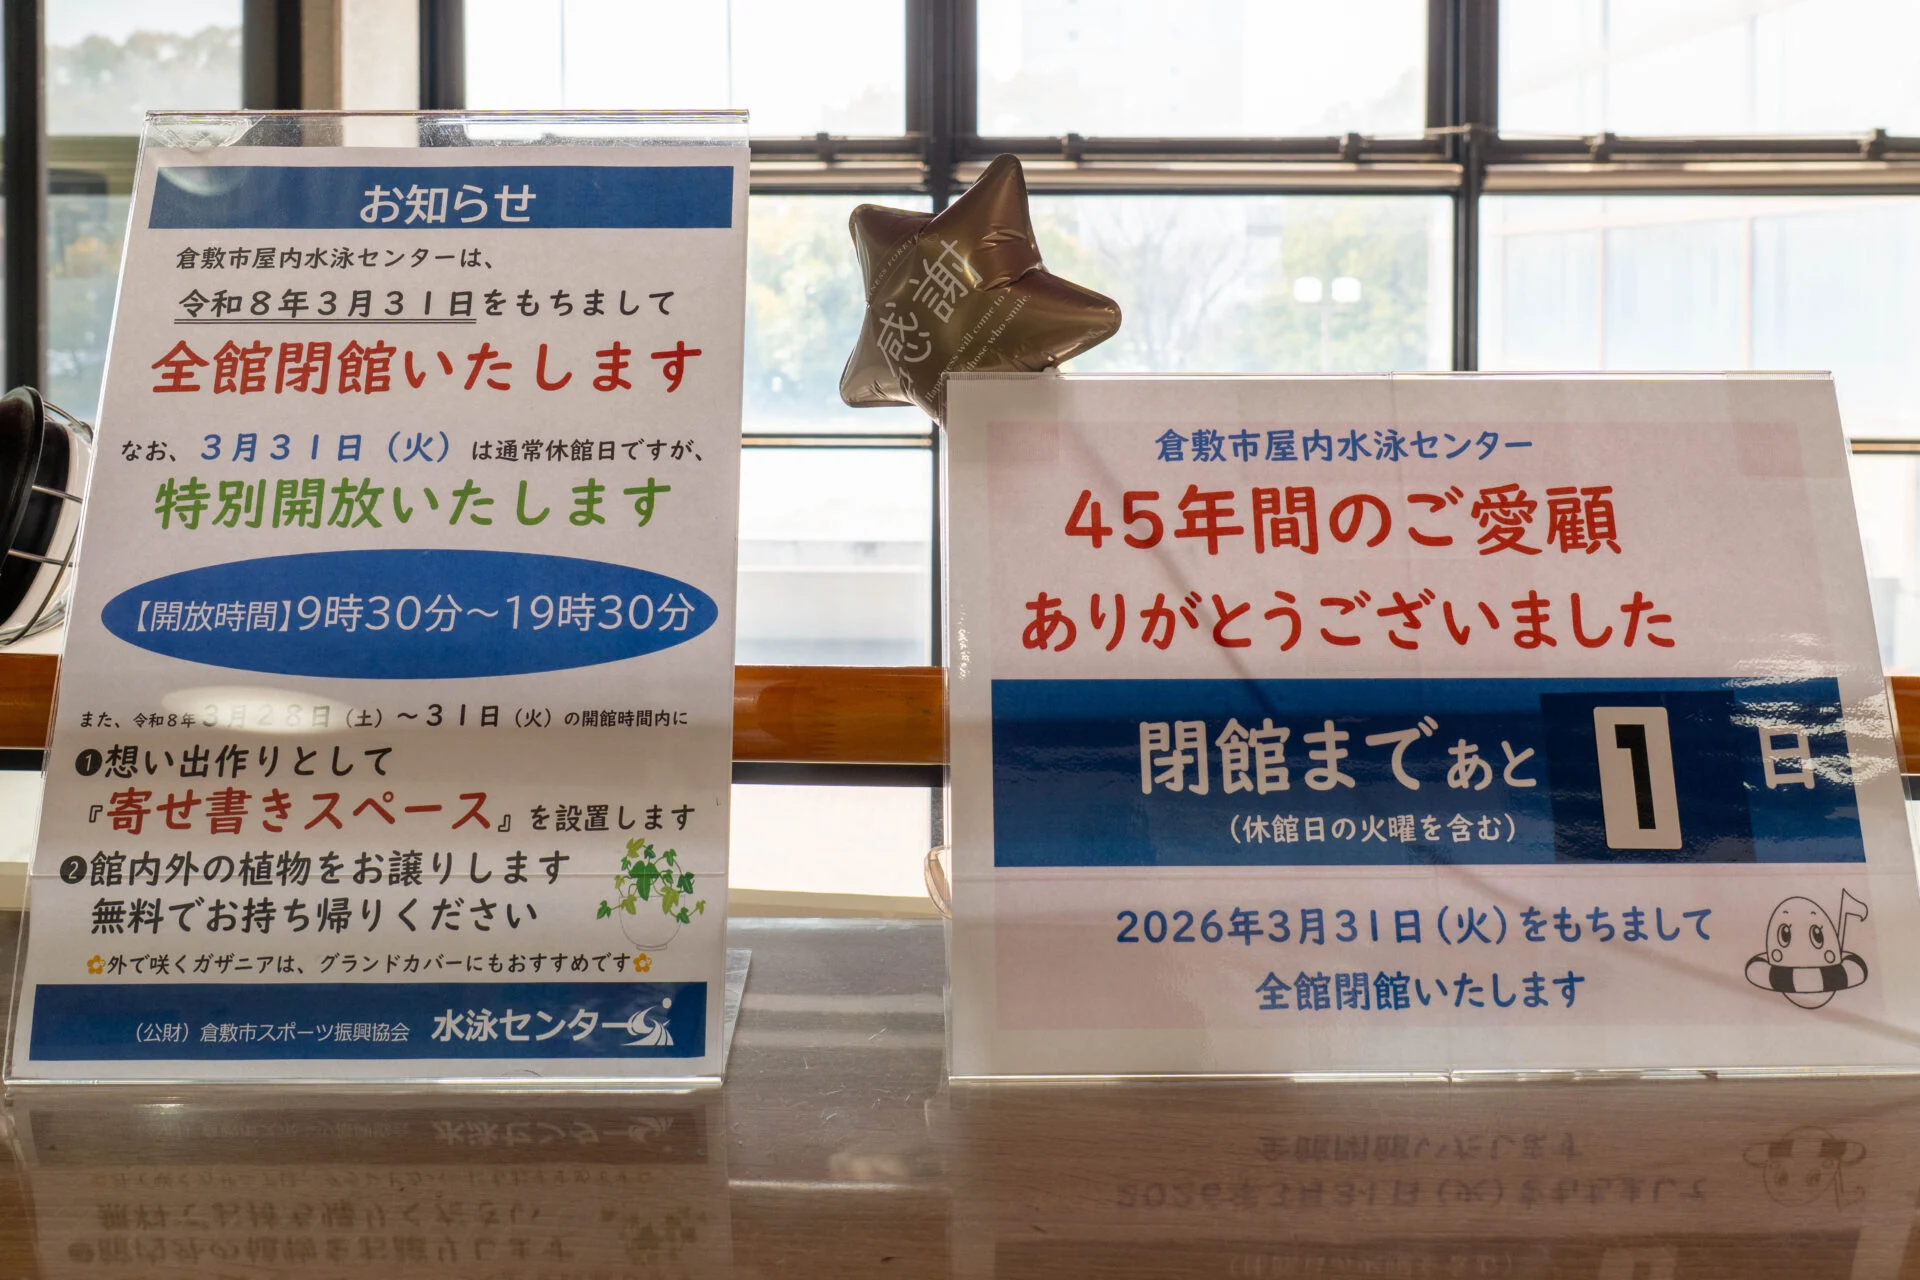 お知らせ
倉敷市屋内水泳センターは、
令和8年3月31日をもちまして
全館閉館いたします
なお、3月31日（火）は通常休館日ですが、
特別開放いたします
【開放時間】9時30分～19時30分
また、令和8年3月28日（土）～31日（火）の開館時間内に
❶想い出作りとして
『寄せ書きスペース』を設置します
❷館内外の植物をお譲りします
無料でお持ち帰りください
外で咲くガザニアは、グランドカバーにもおすすめです
（公財）倉敷市スポーツ振興協会 水泳センター
感謝
Happiness will come to
those who smile.
倉敷市屋内水泳センター
45年間のご愛顧
ありがとうございました
閉館まであと1日
（休館日の火曜を含む）
2026年3月31日（火）をもちまして
全館閉館いたします